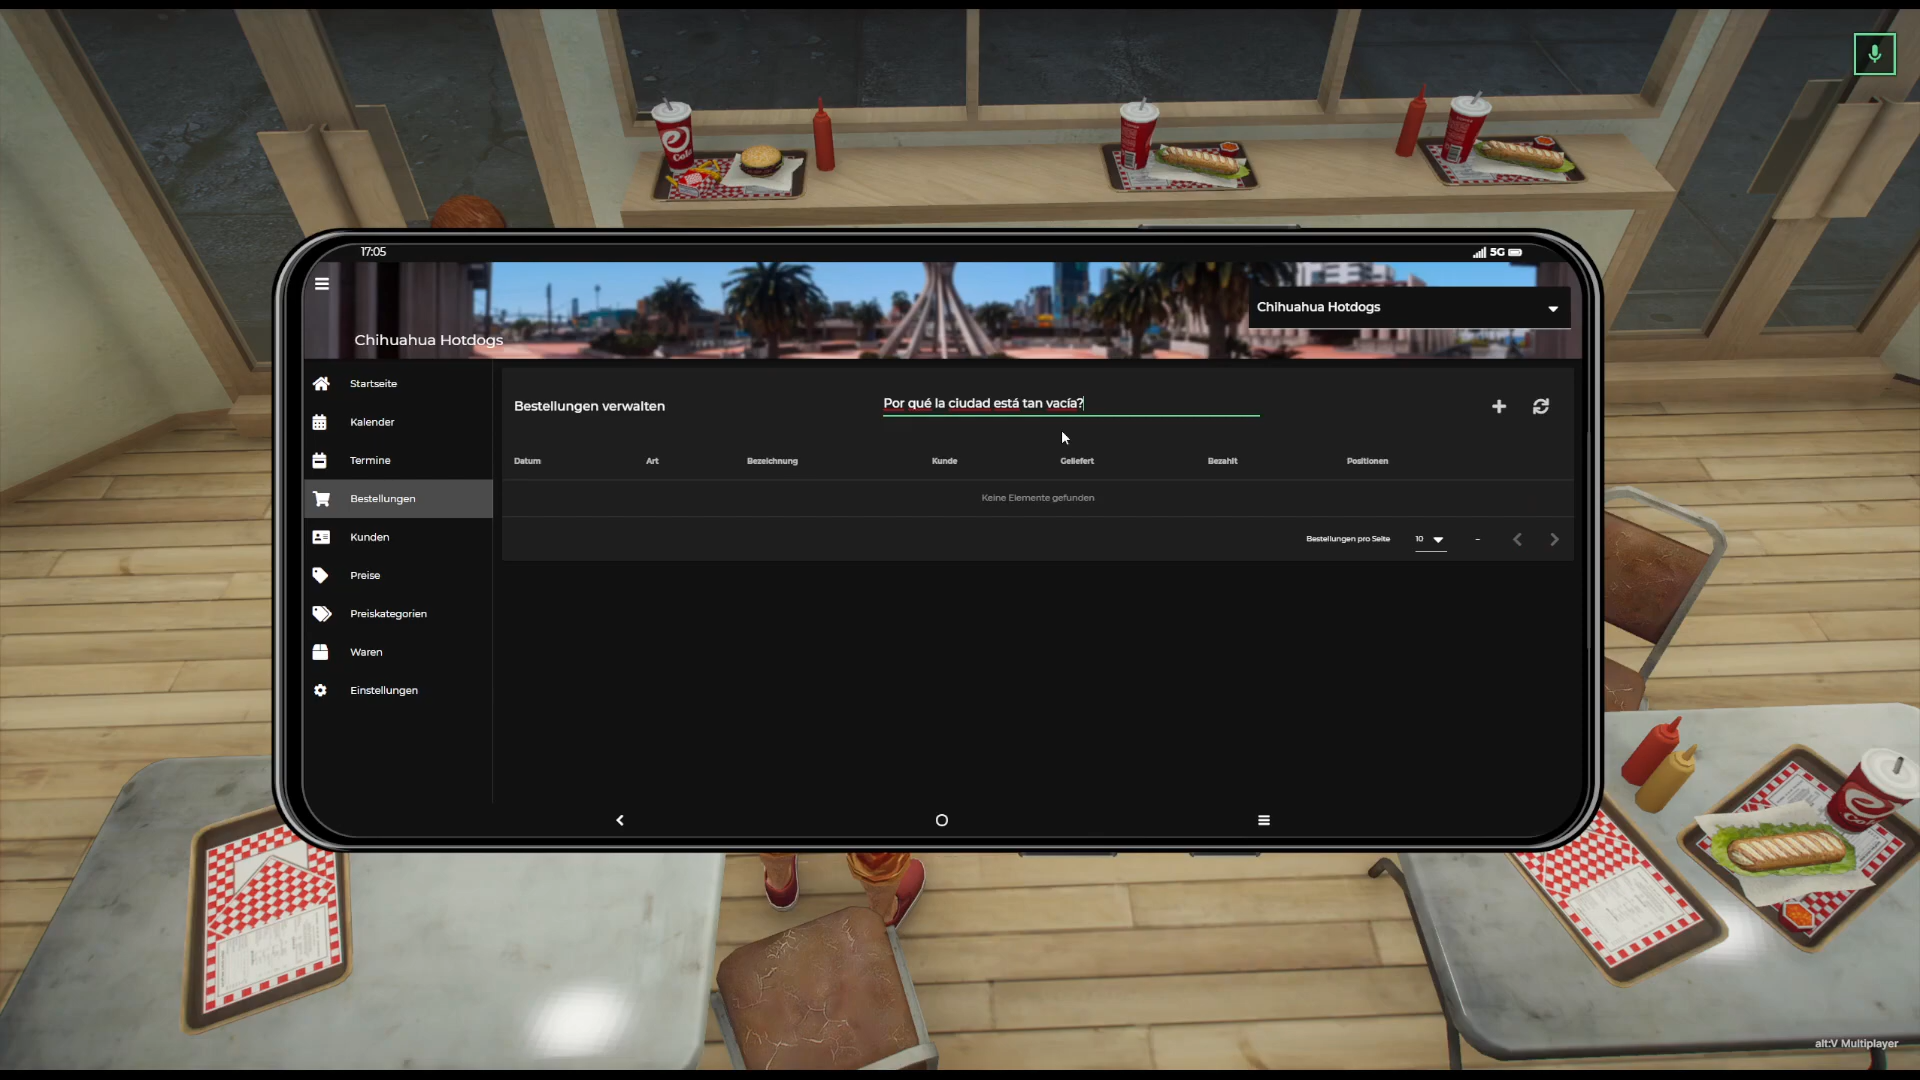 17:05
5G
Chihuahua Hotdogs
Chihuahua Hotdogs
Startseite
Kalender
Termine
Bestellungen
Kunden
Preise
Preiskategorien
Waren
Einstellungen
Bestellungen verwalten
Por qué la ciudad está tan vacía?
Datum Art Bezeichnung Kunde Geliefert Bezahlt Positionen
Keine Elemente gefunden
Bestellungen pro Seite 10 –
alt:V Multiplayer